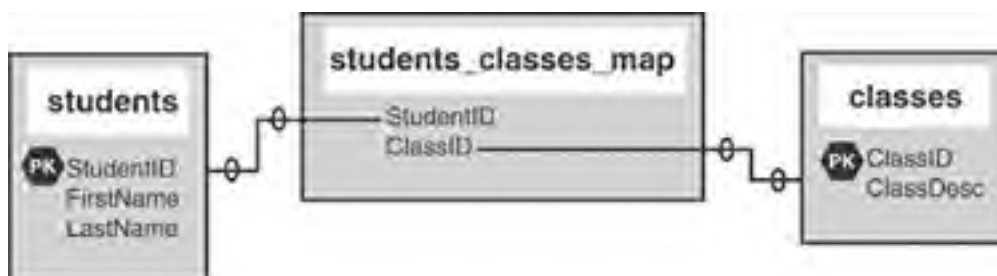 students
PK StudentID
FirstName
LastName
students_classes_map
StudentID
ClassID
classes
PK ClassID
ClassDesc